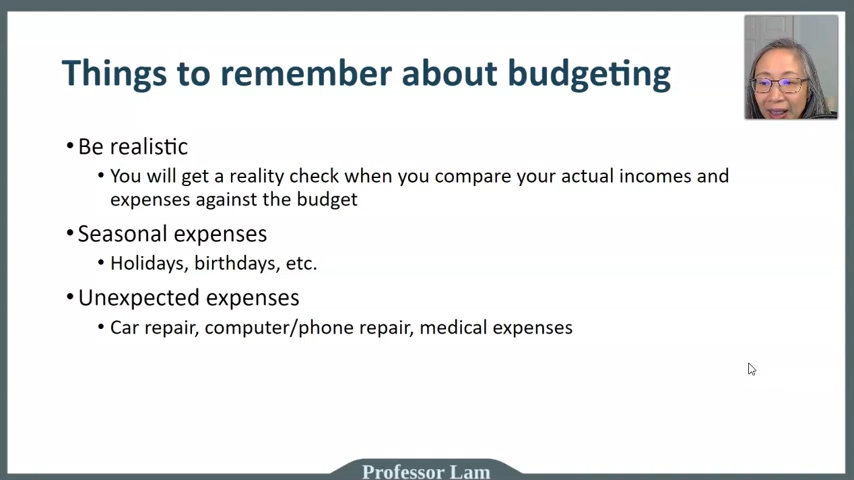 Things to remember about budgeting
• Be realistic
• You will get a reality check when you compare your actual incomes and
expenses against the budget
• Seasonal expenses
• Holidays, birthdays, etc.
• Unexpected expenses
• Car repair, computer/phone repair, medical expenses
Professor Lam